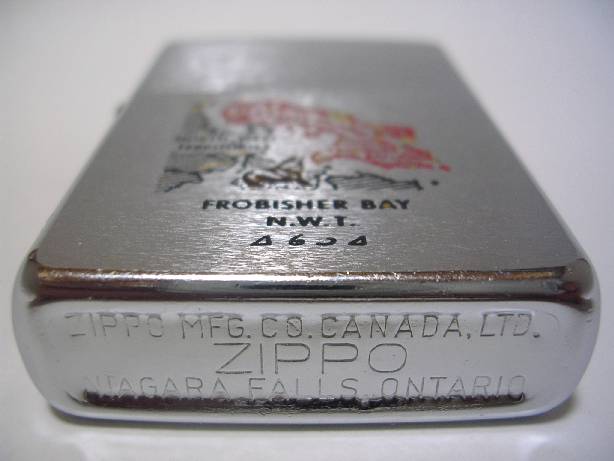 FROBISHER BAY
N.W.T.
ZIPPO MFG. CO. CANADA, LTD.
ZIPPO
NIAGARA FALLS, ONTARIO